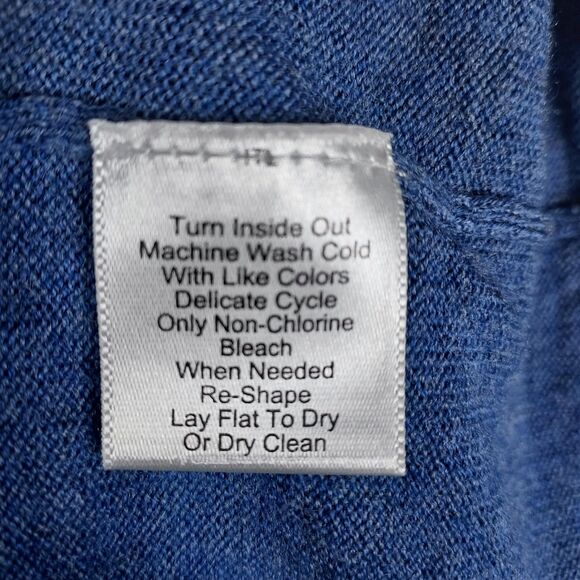 Turn Inside Out
Machine Wash Cold
With Like Colors
Delicate Cycle
Only Non-Chlorine
Bleach
When Needed
Re-Shape
Lay Flat To Dry
Or Dry Clean